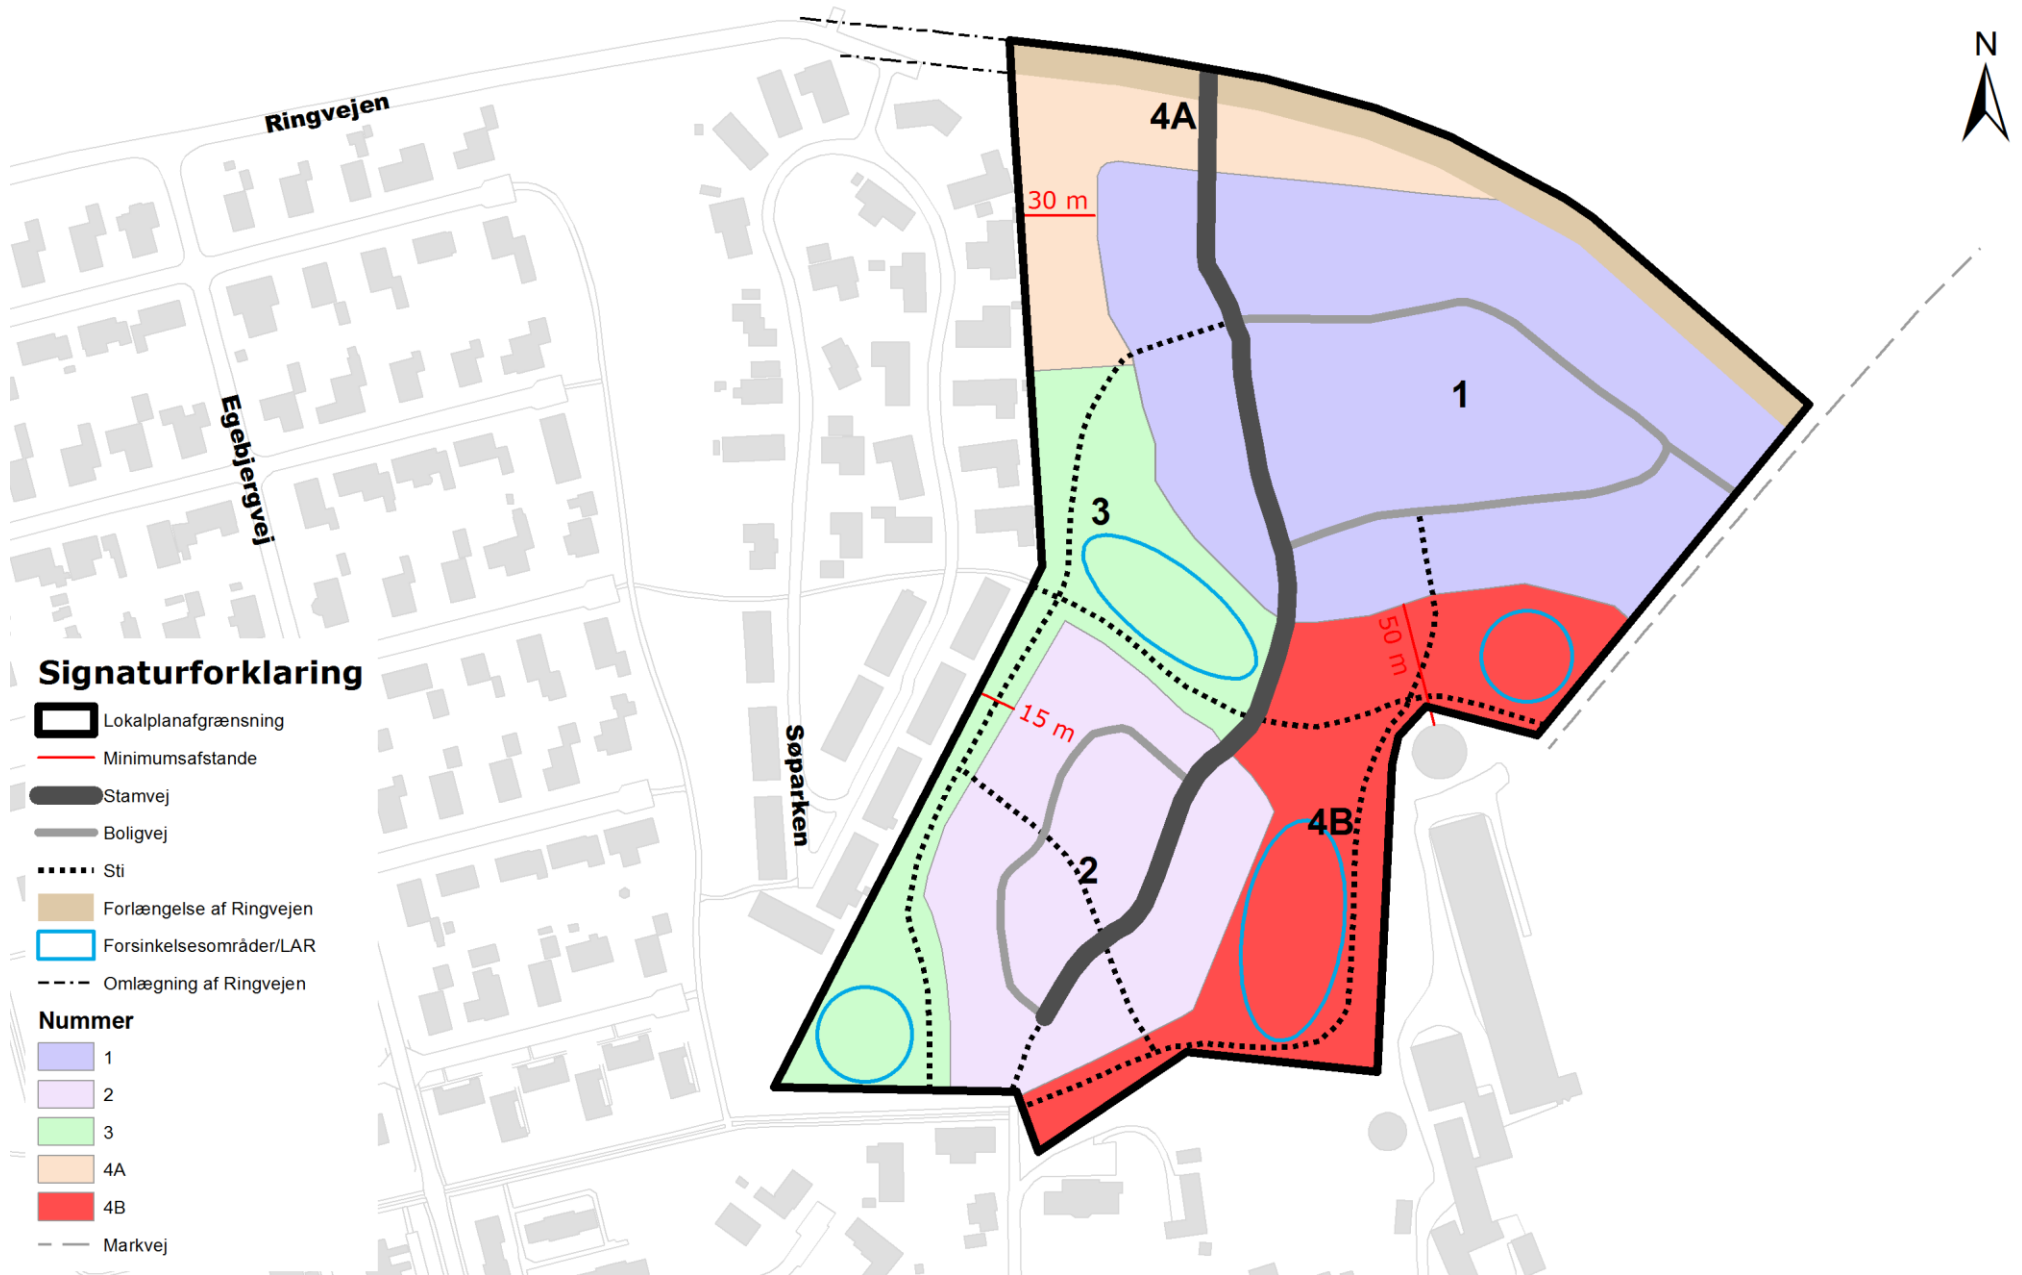 N
Ringvejen
4A
30 m
1
Egebjergvej
3
50 m
Signaturforklaring
Lokalplanafgrænsning
Minimumsafstande
Stamvej
Boligvej
Sti
Forlængelse af Ringvejen
Forsinkelsesområder/LAR
Omlægning af Ringvejen
Nummer
1
2
3
4A
4B
Markvej
15 m
Søparken
4B
2